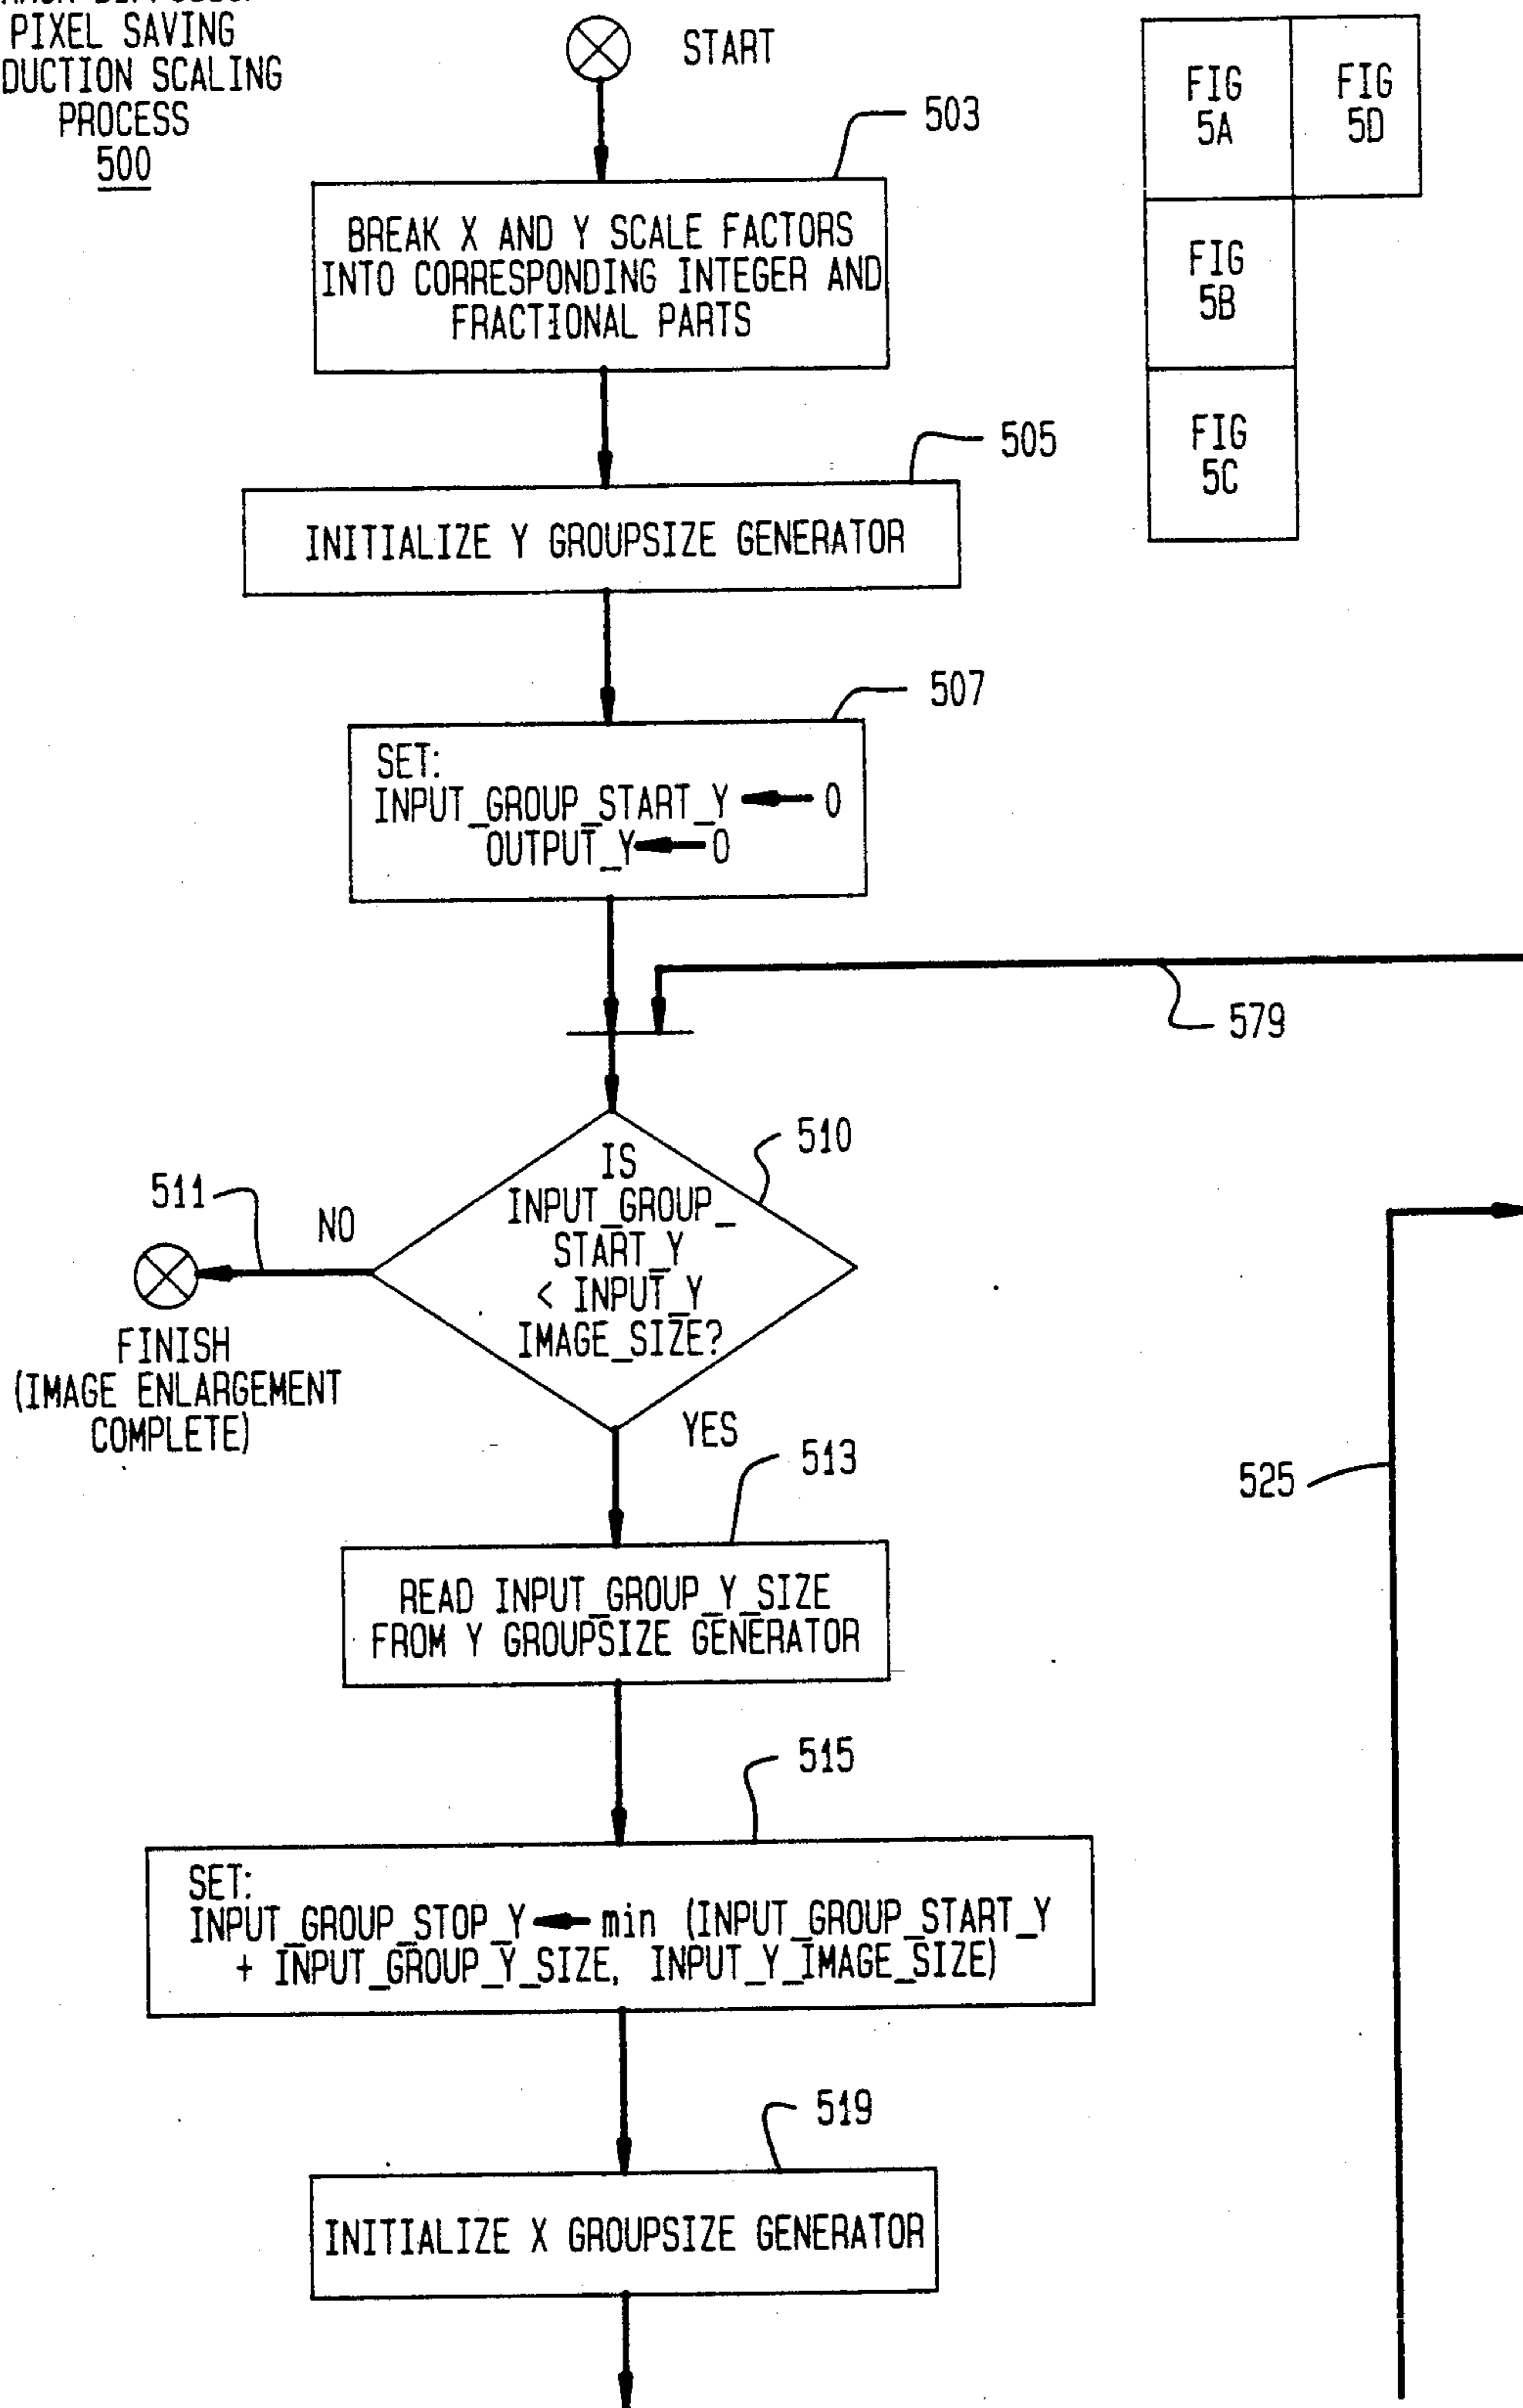 PIXEL SAVING
DUCTION SCALING
PROCESS
500
START
503
BREAK X AND Y SCALE FACTORS
INTO CORRESPONDING INTEGER AND
FRACTIONAL PARTS
505
INITIALIZE Y GROUPSIZE GENERATOR
507
SET:
INPUT_GROUP_START_Y ← 0
OUTPUT_Y ← 0
579
510
IS
INPUT_GROUP_
START_Y
< INPUT_Y
IMAGE_SIZE?
511
NO
FINISH
(IMAGE ENLARGEMENT
COMPLETE)
YES
513
READ INPUT_GROUP_Y_SIZE
FROM Y GROUPSIZE GENERATOR
515
SET:
INPUT_GROUP_STOP_Y ← min (INPUT_GROUP_START_Y
+ INPUT_GROUP_Y_SIZE, INPUT_Y_IMAGE_SIZE)
519
INITIALIZE X GROUPSIZE GENERATOR
525
FIG
5A
FIG
5D
FIG
5B
FIG
5C